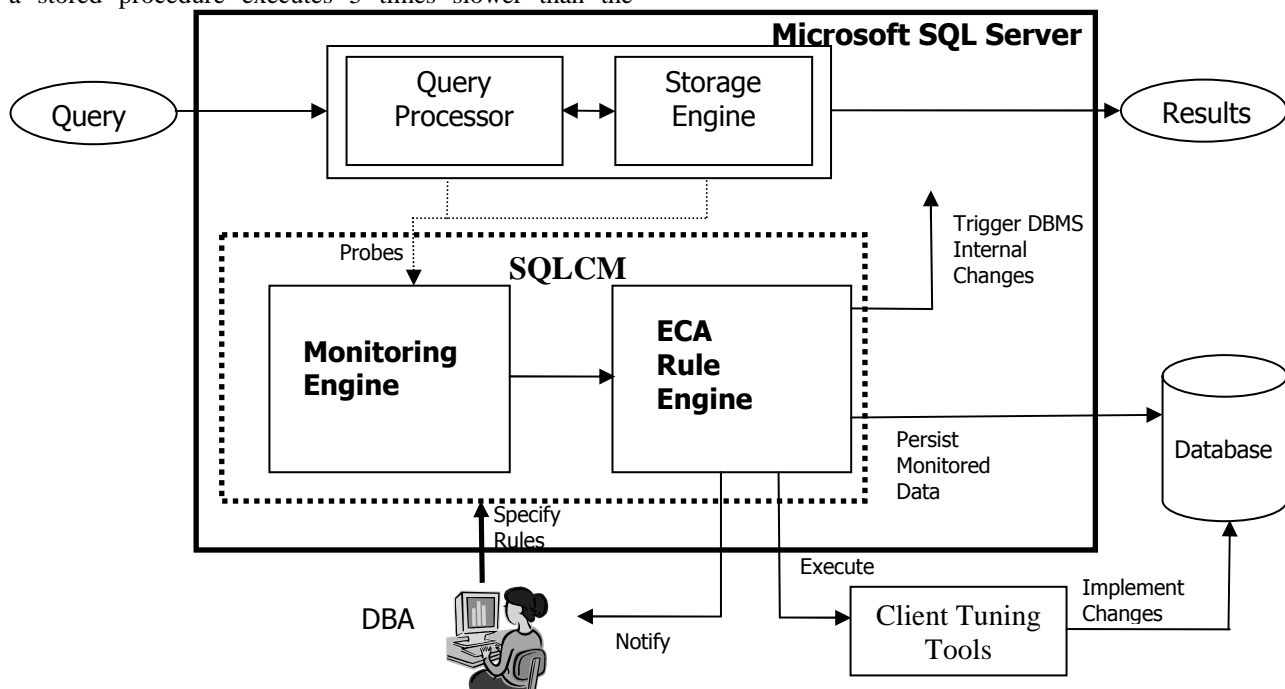 a stored procedure executes 5 times slower than the
Microsoft SQL Server
Query
Query
Processor
Storage
Engine
Results
Trigger DBMS
Internal
Changes
Probes
SQLCM
Monitoring
Engine
ECA
Rule
Engine
Persist
Monitored
Data
Database
Specify
Rules
Execute
Implement
Changes
DBA
Notify
Client Tuning
Tools